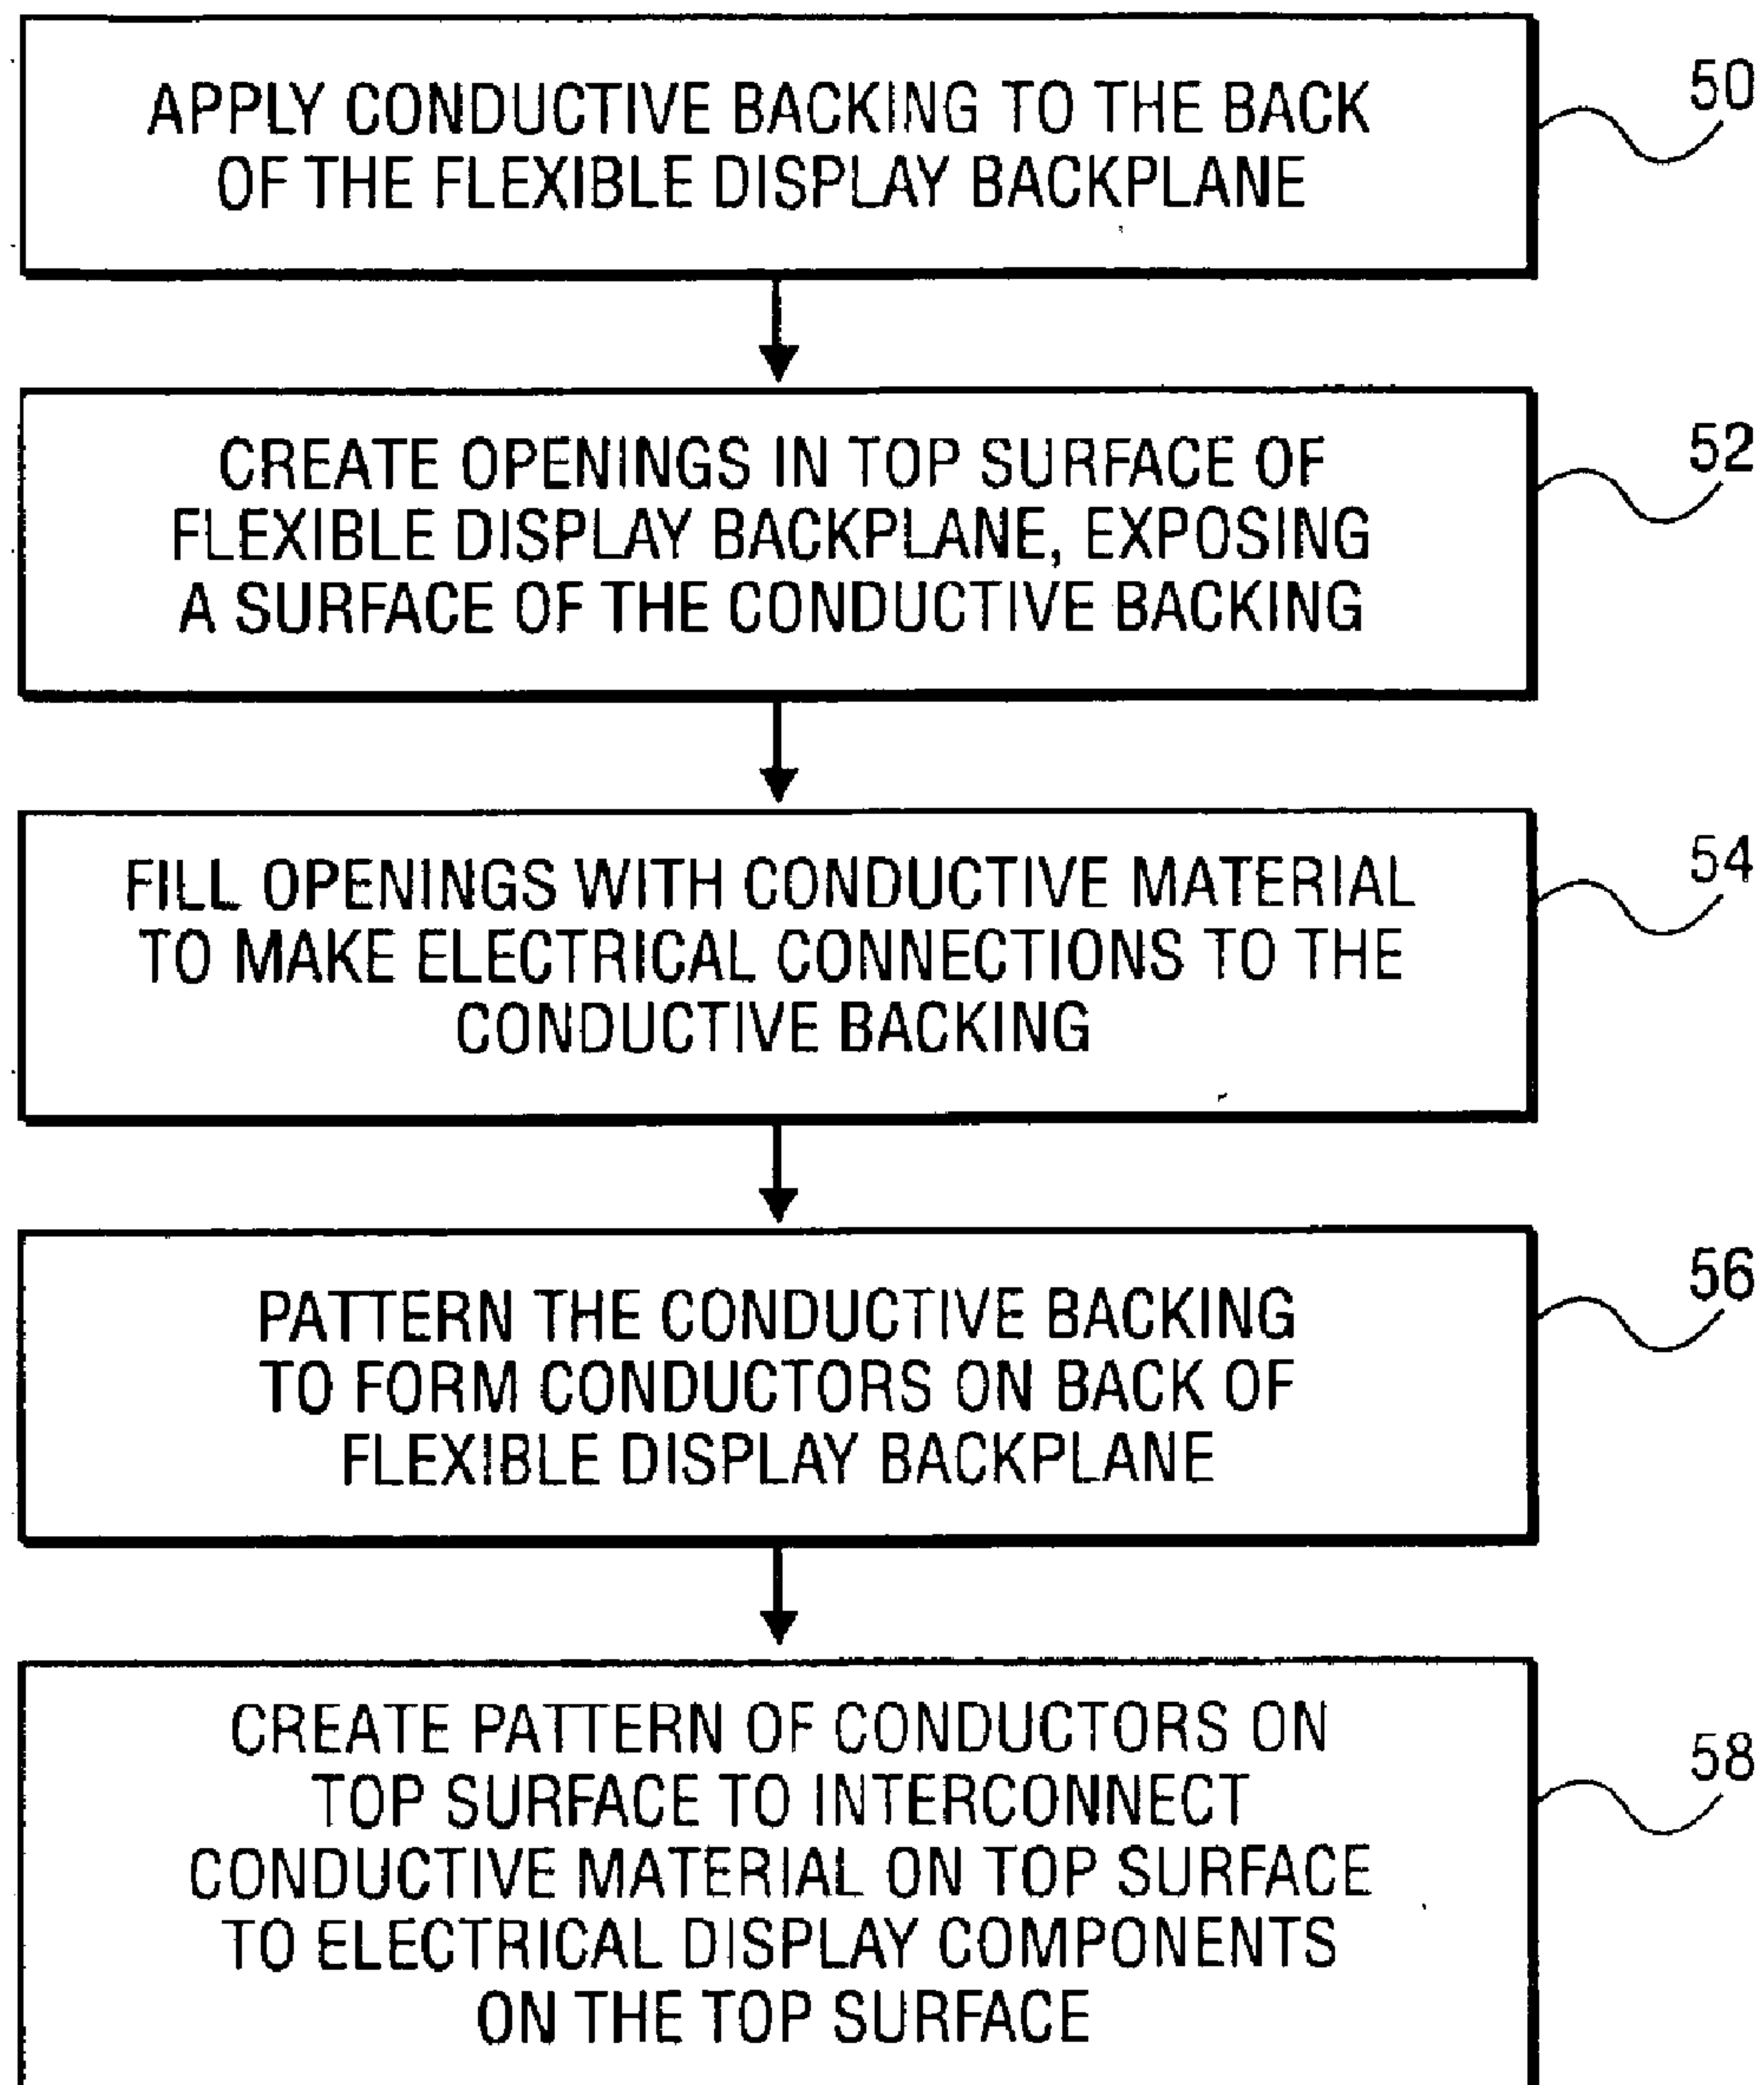 APPLY CONDUCTIVE BACKING TO THE BACK
OF THE FLEXIBLE DISPLAY BACKPLANE
50
CREATE OPENINGS IN TOP SURFACE OF
FLEXIBLE DISPLAY BACKPLANE, EXPOSING
A SURFACE OF THE CONDUCTIVE BACKING
52
FILL OPENINGS WITH CONDUCTIVE MATERIAL
TO MAKE ELECTRICAL CONNECTIONS TO THE
CONDUCTIVE BACKING
54
PATTERN THE CONDUCTIVE BACKING
TO FORM CONDUCTORS ON BACK OF
FLEXIBLE DISPLAY BACKPLANE
56
CREATE PATTERN OF CONDUCTORS ON
TOP SURFACE TO INTERCONNECT
CONDUCTIVE MATERIAL ON TOP SURFACE
TO ELECTRICAL DISPLAY COMPONENTS
ON THE TOP SURFACE
58